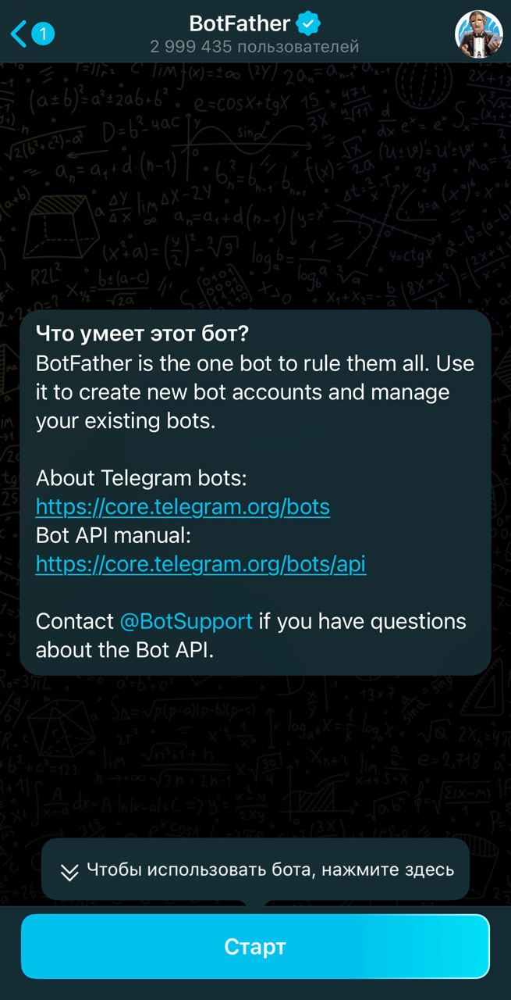 1
BotFather
2 999 435 пользователей
Что умеет этот бот?
BotFather is the one bot to rule them all. Use
it to create new bot accounts and manage
your existing bots.
About Telegram bots:
https://core.telegram.org/bots
Bot API manual:
https://core.telegram.org/bots/api
Contact @BotSupport if you have questions
about the Bot API.
Чтобы использовать бота, нажмите здесь
Старт